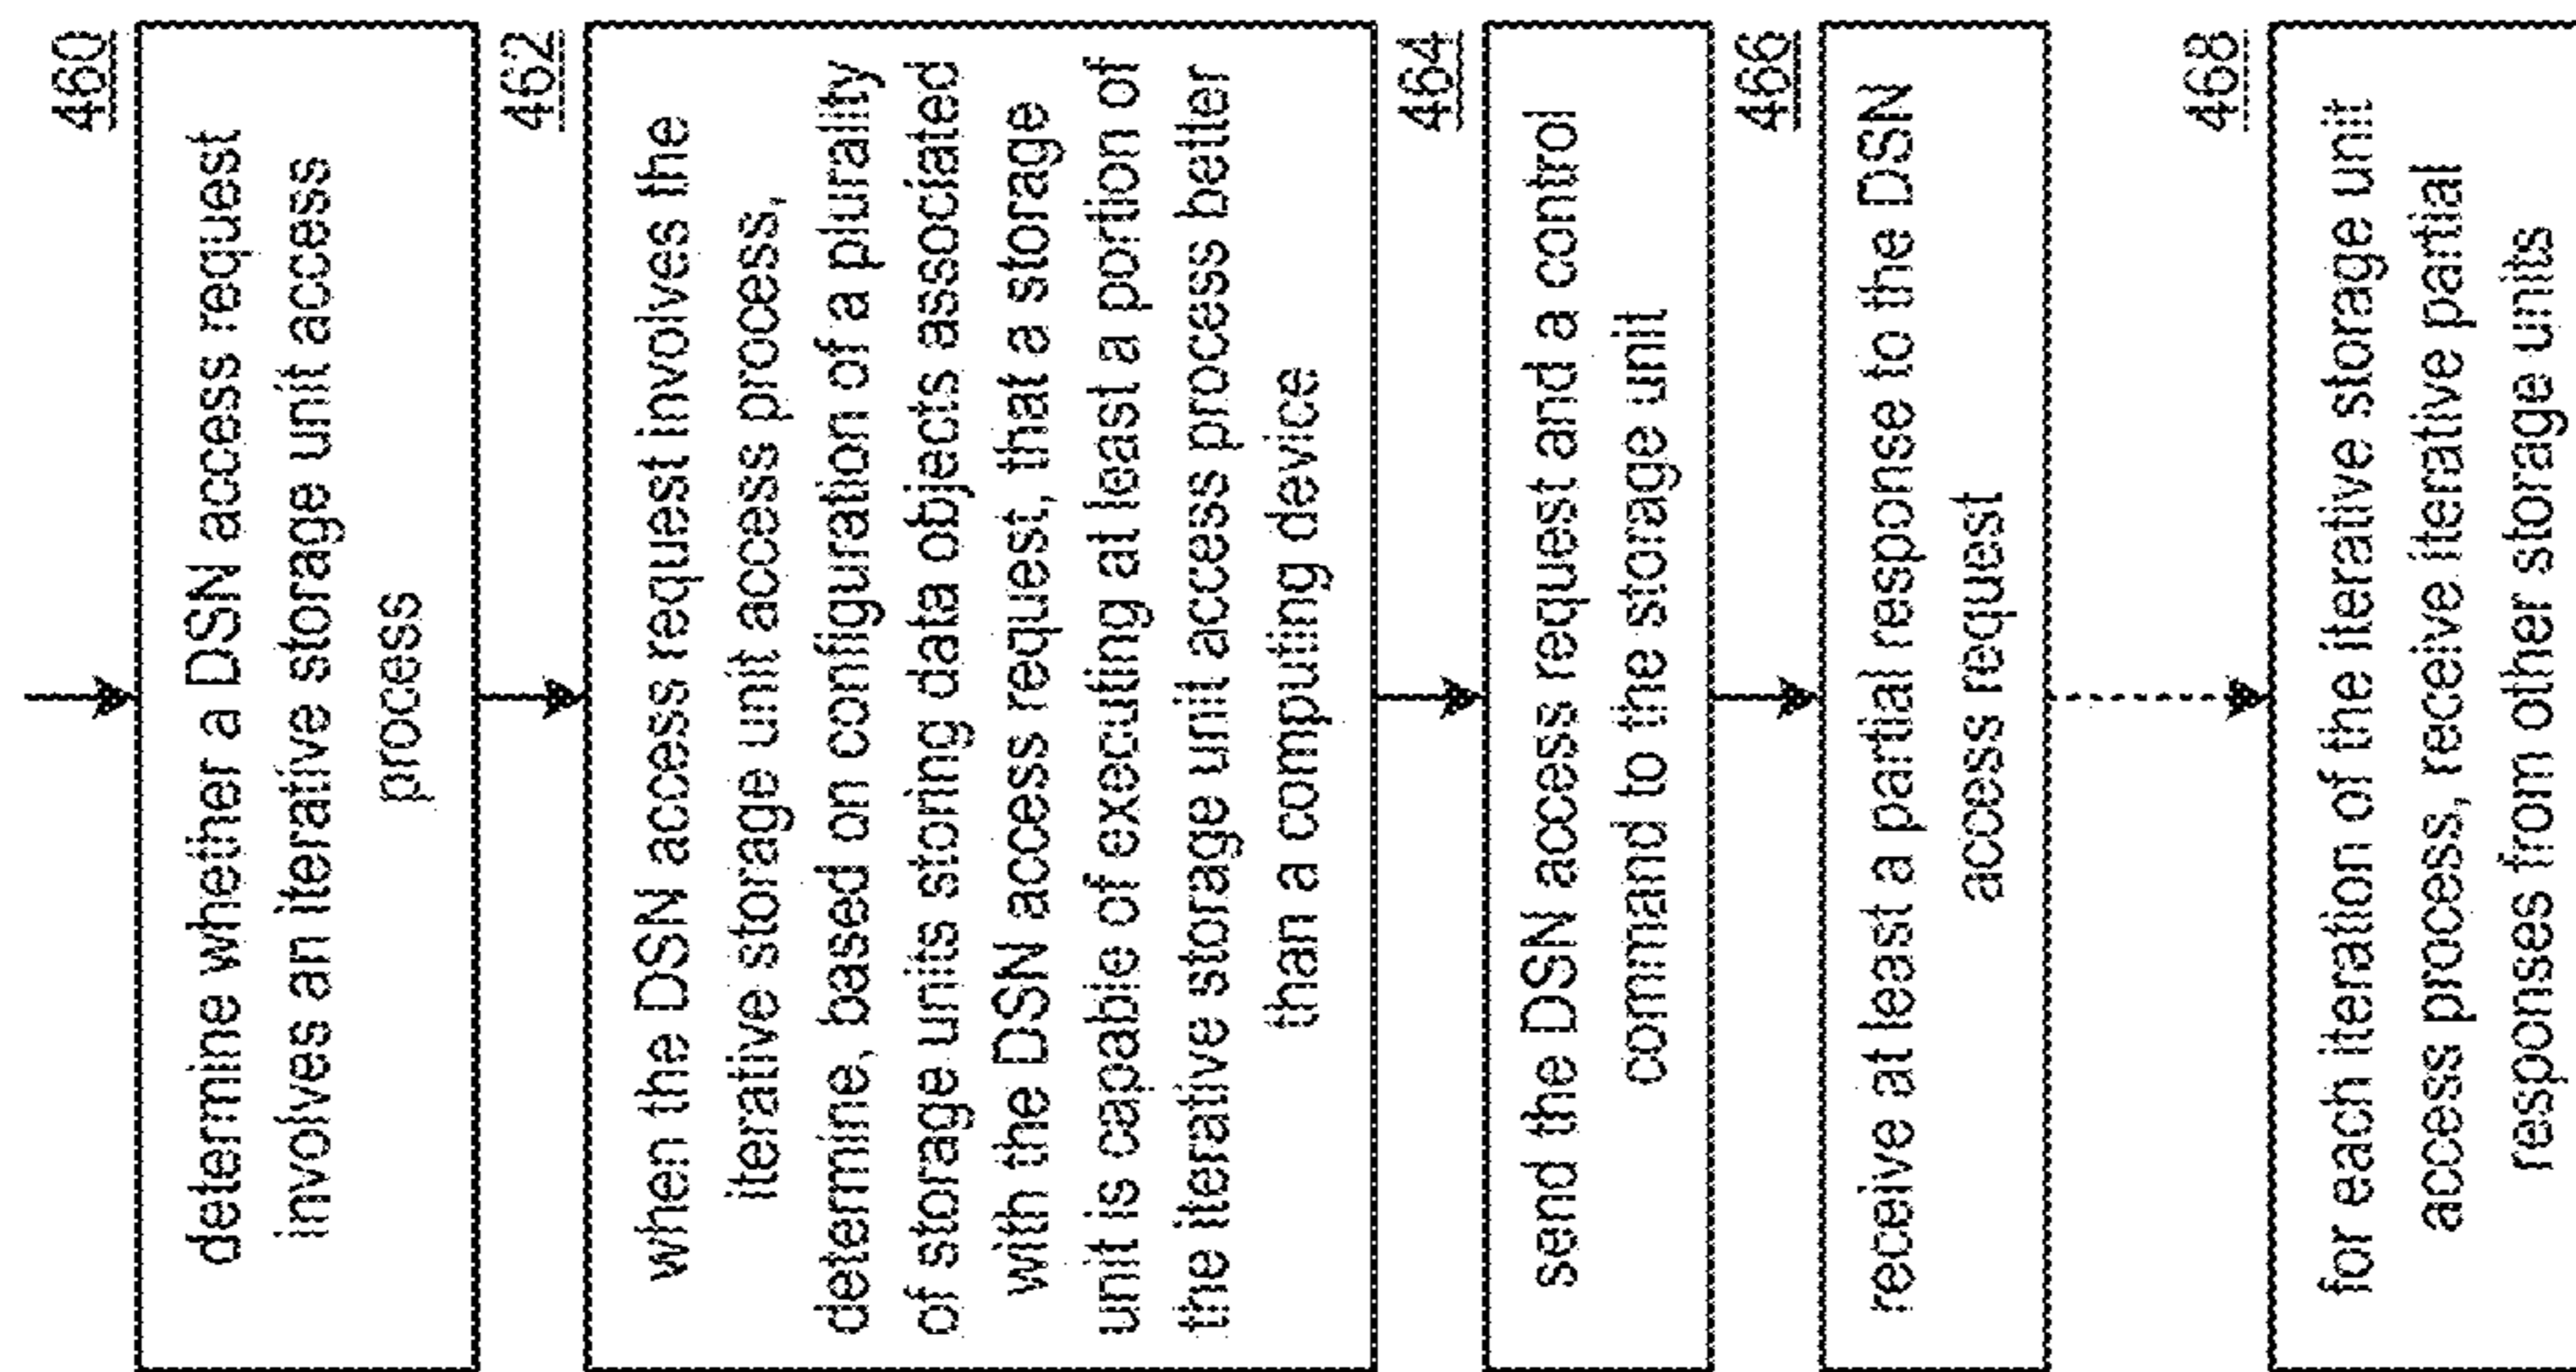 460
determine whether a DSN access request
involves an iterative storage unit access
process
462
when the DSN access request involves the
iterative storage unit access process,
determine, based on configuration of a plurality
of storage units storing data objects associated
with the DSN access request, that a storage
unit is capable of executing at least a portion of
the iterative storage unit access process better
than a computing device
464
send the DSN access request and a control
command to the storage unit
466
receive at least a partial response to the DSN
access request
468
for each iteration of the iterative storage unit
access process, receive iterative partial
responses from other storage units